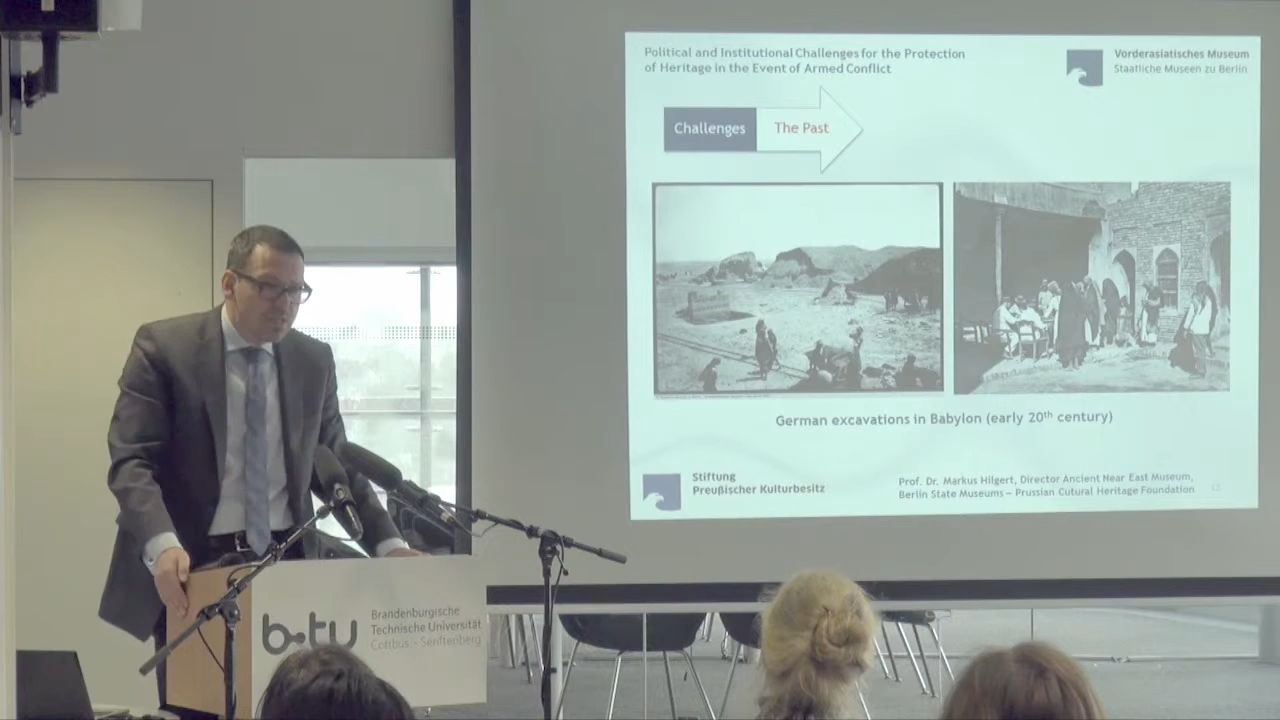 Political and Institutional Challenges for the Protection
of Heritage in the Event of Armed Conflict
Vorderasiatisches Museum
Staatliche Museen zu Berlin
Challenges
The Past
German excavations in Babylon (early 20th century)
Stiftung
Preußischer Kulturbesitz
Prof. Dr. Markus Hilgert, Director Ancient Near East Museum,
Berlin State Museums – Prussian Cutural Heritage Foundation
b-tu
Brandenburgische
Technische Universität
Cottbus - Senftenberg